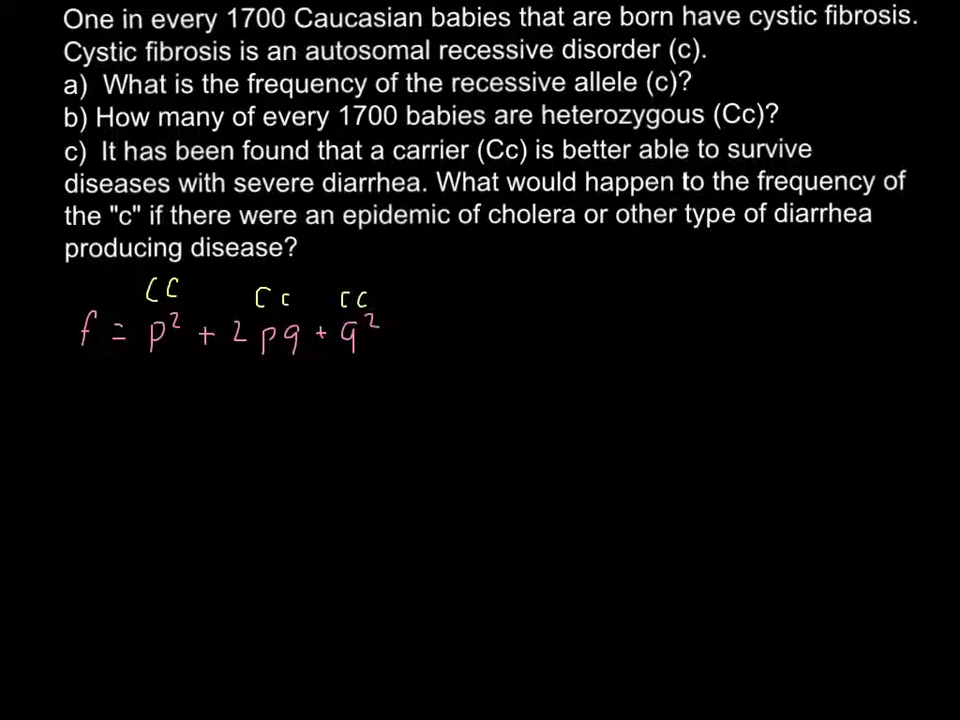 One in every 1700 Caucasian babies that are born have cystic fibrosis.
Cystic fibrosis is an autosomal recessive disorder (c).
a)  What is the frequency of the recessive allele (c)?
b) How many of every 1700 babies are heterozygous (Cc)?
c)  It has been found that a carrier (Cc) is better able to survive
diseases with severe diarrhea. What would happen to the frequency of
the "c" if there were an epidemic of cholera or other type of diarrhea
producing disease?
CC Cc cc
f = p² + 2pq + q²